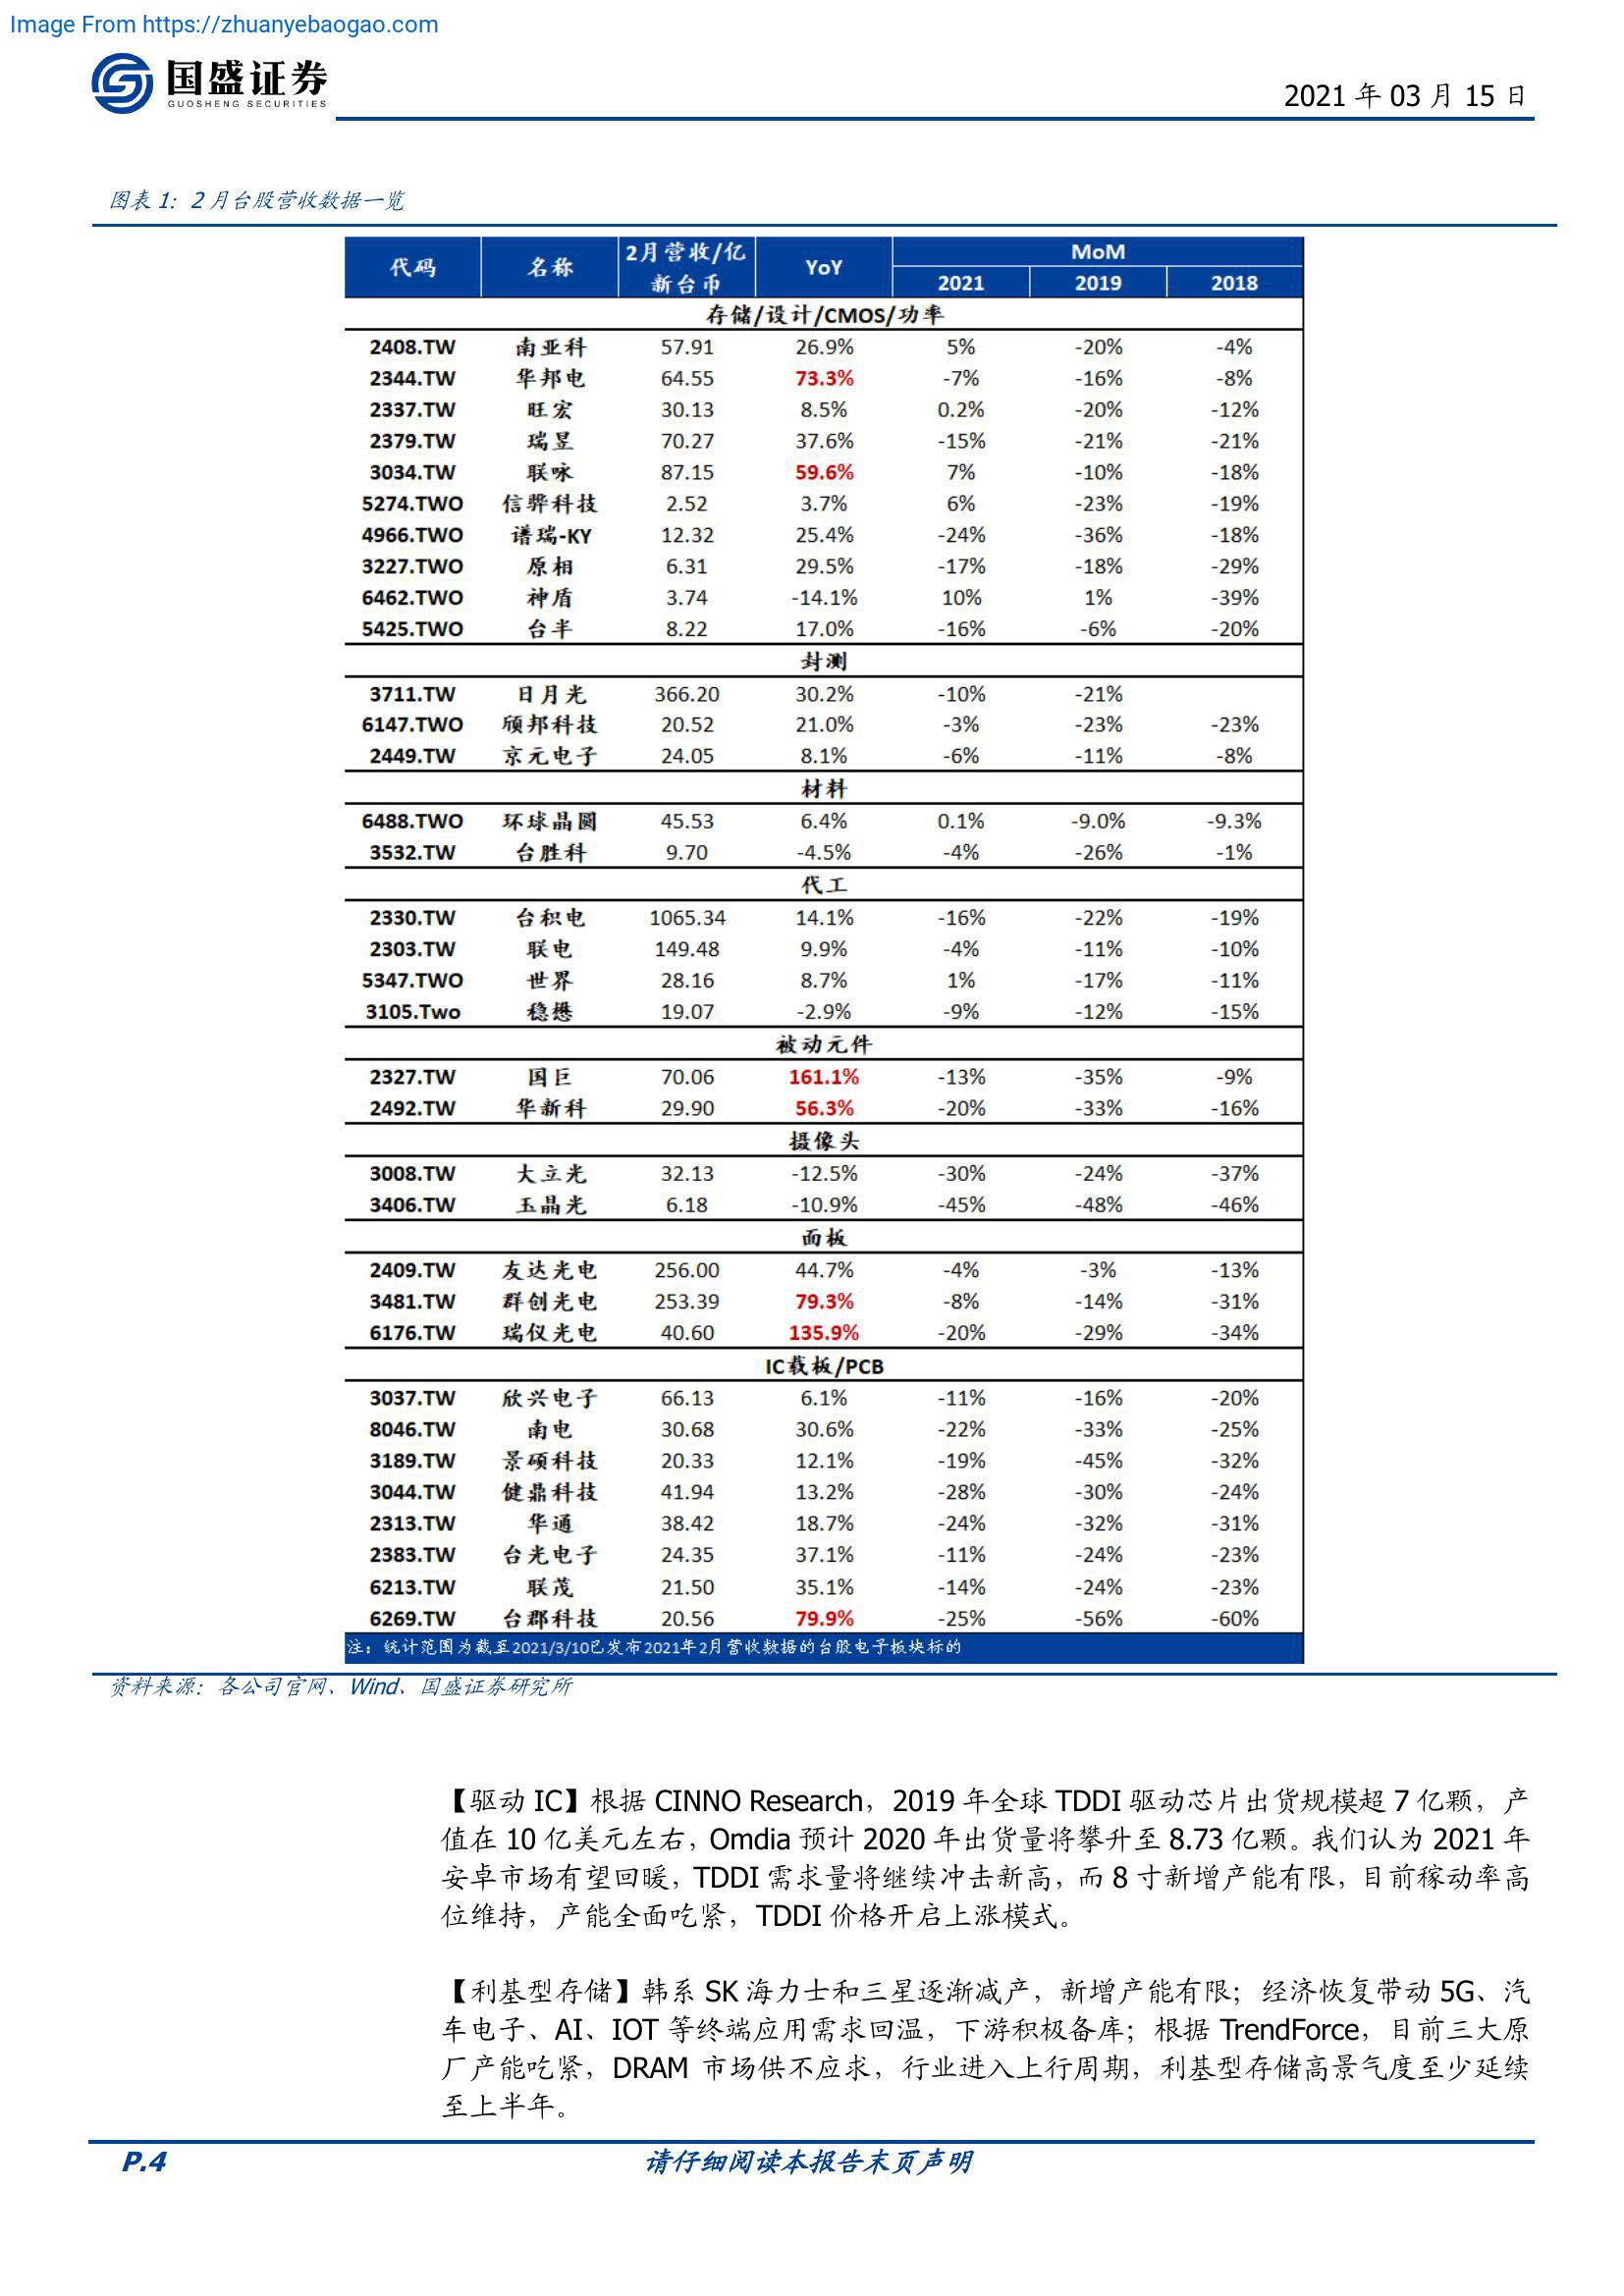 Image From https://zhuanyebaogao.com
国盛证券
GUOSHENG SECURITIES
2021 年 03 月 15 日
图表 1：2 月台股营收数据一览
代码 名称 2月营收/亿新台币 YoY MoM
2021 2019 2018
存储/设计/CMOS/功率
2408.TW 南亚科 57.91 26.9% 5% -20% -4%
2344.TW 华邦电 64.55 73.3% -7% -16% -8%
2337.TW 旺宏 30.13 8.5% 0.2% -20% -12%
2379.TW 瑞昱 70.27 37.6% -15% -21% -21%
3034.TW 联咏 87.15 59.6% 7% -10% -18%
5274.TWO 信骅科技 2.52 3.7% 6% -23% -19%
4966.TWO 谱瑞-KY 12.32 25.4% -24% -36% -18%
3227.TWO 原相 6.31 29.5% -17% -18% -29%
6462.TWO 神盾 3.74 -14.1% 10% 1% -39%
5425.TWO 台半 8.22 17.0% -16% -6% -20%
封测
3711.TW 日月光 366.20 30.2% -10% -21%
6147.TWO 颀邦科技 20.52 21.0% -3% -23% -23%
2449.TW 京元电子 24.05 8.1% -6% -11% -8%
材料
6488.TWO 环球晶圆 45.53 6.4% 0.1% -9.0% -9.3%
3532.TW 台胜科 9.70 -4.5% -4% -26% -1%
代工
2330.TW 台积电 1065.34 14.1% -16% -22% -19%
2303.TW 联电 149.48 9.9% -4% -11% -10%
5347.TWO 世界 28.16 8.7% 1% -17% -11%
3105.Two 稳懋 19.07 -2.9% -9% -12% -15%
被动元件
2327.TW 国巨 70.06 161.1% -13% -35% -9%
2492.TW 华新科 29.90 56.3% -20% -33% -16%
摄像头
3008.TW 大立光 32.13 -12.5% -30% -24% -37%
3406.TW 玉晶光 6.18 -10.9% -45% -48% -46%
面板
2409.TW 友达光电 256.00 44.7% -4% -3% -13%
3481.TW 群创光电 253.39 79.3% -8% -14% -31%
6176.TW 瑞仪光电 40.60 135.9% -20% -29% -34%
IC载板/PCB
3037.TW 欣兴电子 66.13 6.1% -11% -16% -20%
8046.TW 南电 30.68 30.6% -22% -33% -25%
3189.TW 景硕科技 20.33 12.1% -19% -45% -32%
3044.TW 健鼎科技 41.94 13.2% -28% -30% -24%
2313.TW 华通 38.42 18.7% -24% -32% -31%
2383.TW 台光电子 24.35 37.1% -11% -24% -23%
6213.TW 联茂 21.50 35.1% -14% -24% -23%
6269.TW 台郡科技 20.56 79.9% -25% -56% -60%
注：统计范围为截至2021/3/10已发布2021年2月营收数据的台股电子板块标的
资料来源：各公司官网、Wind、国盛证券研究所
【驱动 IC】根据 CINNO Research，2019 年全球 TDDI 驱动芯片出货规模超 7 亿颗，产
值在 10 亿美元左右，Omdia 预计 2020 年出货量将攀升至 8.73 亿颗。我们认为 2021 年
安卓市场有望回暖，TDDI 需求量将继续冲击新高，而 8 寸新增产能有限，目前稼动率高
位维持，产能全面吃紧，TDDI 价格开启上涨模式。
【利基型存储】韩系 SK 海力士和三星逐渐减产，新增产能有限；经济恢复带动 5G、汽
车电子、AI、IOT 等终端应用需求回温，下游积极备库；根据 TrendForce，目前三大原
厂产能吃紧，DRAM 市场供不应求，行业进入上行周期，利基型存储高景气度至少延续
至上半年。
P.4 请仔细阅读本报告末页声明